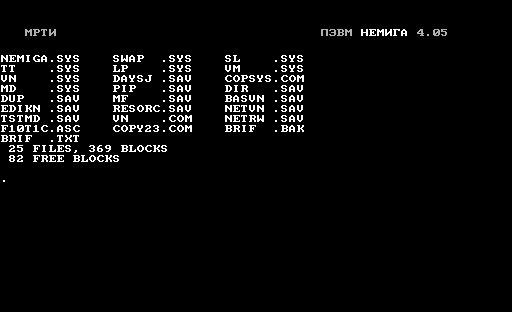 МРТИ ПЭВМ НЕМИГА 4.05
NEMIGA.SYS SWAP .SYS SL .SYS
TT .SYS LP .SYS VM .SYS
VN .SYS DAYSJ .SAV COPSYS.COM
MD .SYS PIP .SAV DIR .SAV
DUP .SAV MF .SAV BASVN .SAV
EDIKN .SAV RESORC.SAV NETVN .SAV
TSTMD .SAV VN .COM NETRW .SAV
F10T1C.ASC COPY23.COM BRIF .BAK
BRIF .TXT
25 FILES, 369 BLOCKS
82 FREE BLOCKS
.